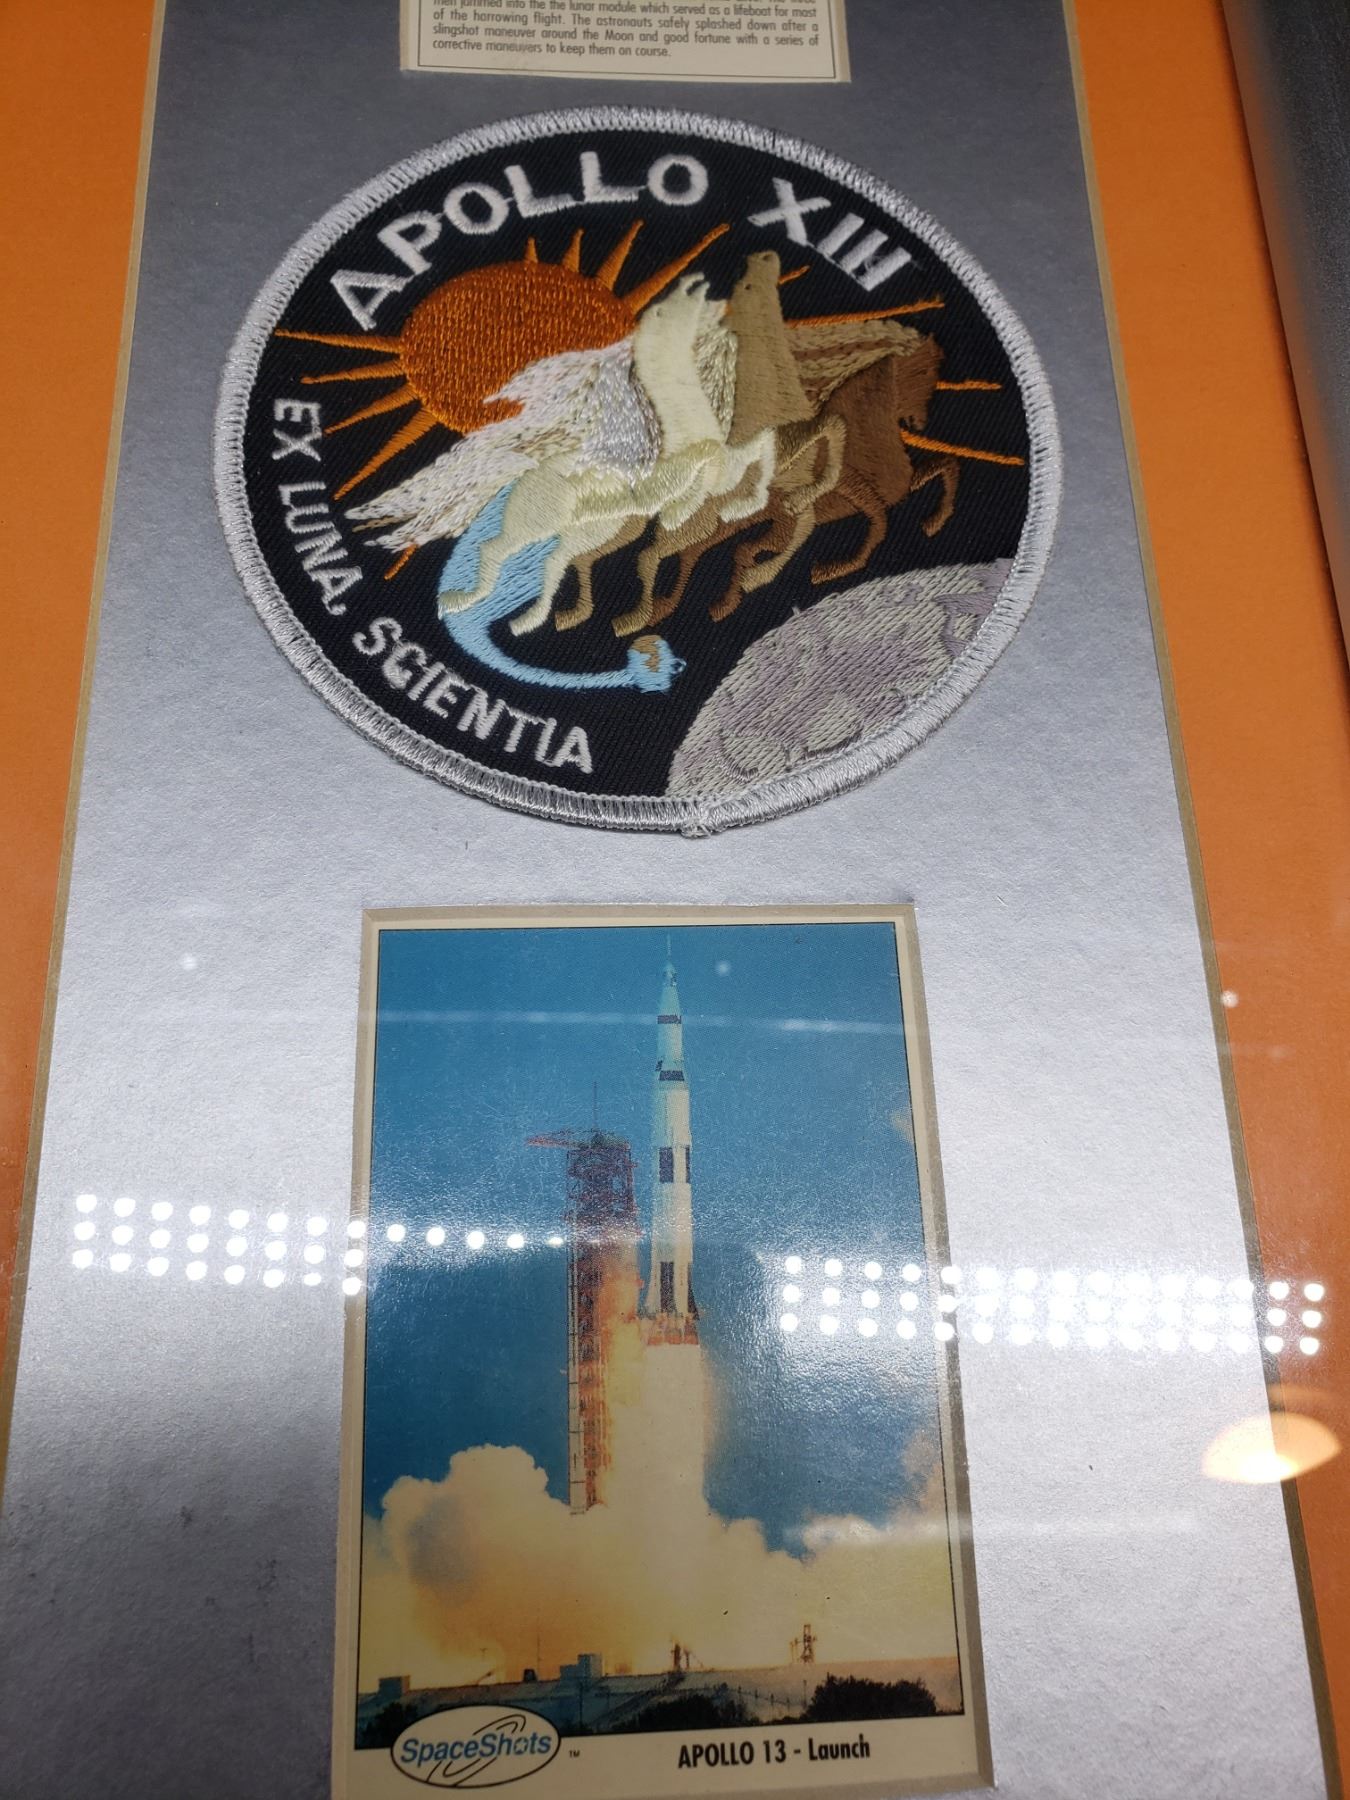 men jammed into the the lunar module which served as a lifeboat for most
of the harrowing flight. The astronauts safely splashed down after a
slingshot maneuver around the Moon and good fortune with a series of
corrective maneuvers to keep them on course.
APOLLO XIII
EX LUNA, SCIENTIA
SpaceShots TM
APOLLO 13 - Launch